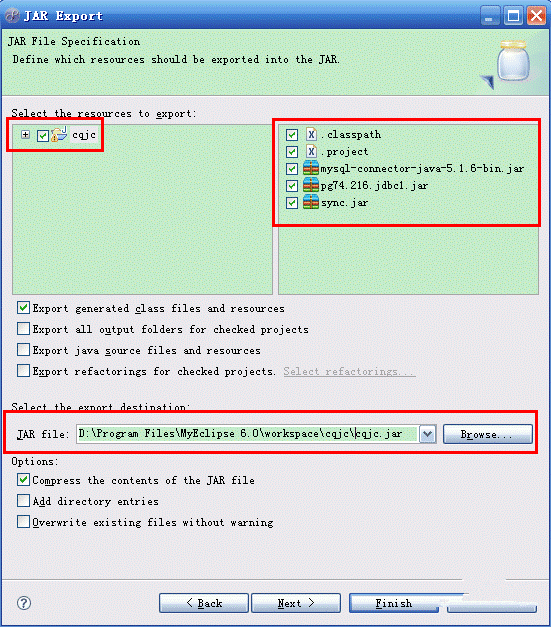 JAR Export
JAR File Specification
Define which resources should be exported into the JAR.
Select the resources to export:
cqjc
.classpath
.project
mysql-connector-java-5.1.6-bin.jar
pg74.216.jdbc1.jar
sync.jar
Export generated class files and resources
Export all output folders for checked projects
Export java source files and resources
Export refactorings for checked projects. Select refactorings...
Select the export destination:
JAR file: D:\Program Files\MyEclipse 6.0\workspace\cqjc\cqjc.jar Browse...
Options:
Compress the contents of the JAR file
Add directory entries
Overwrite existing files without warning
? < Back Next > Finish